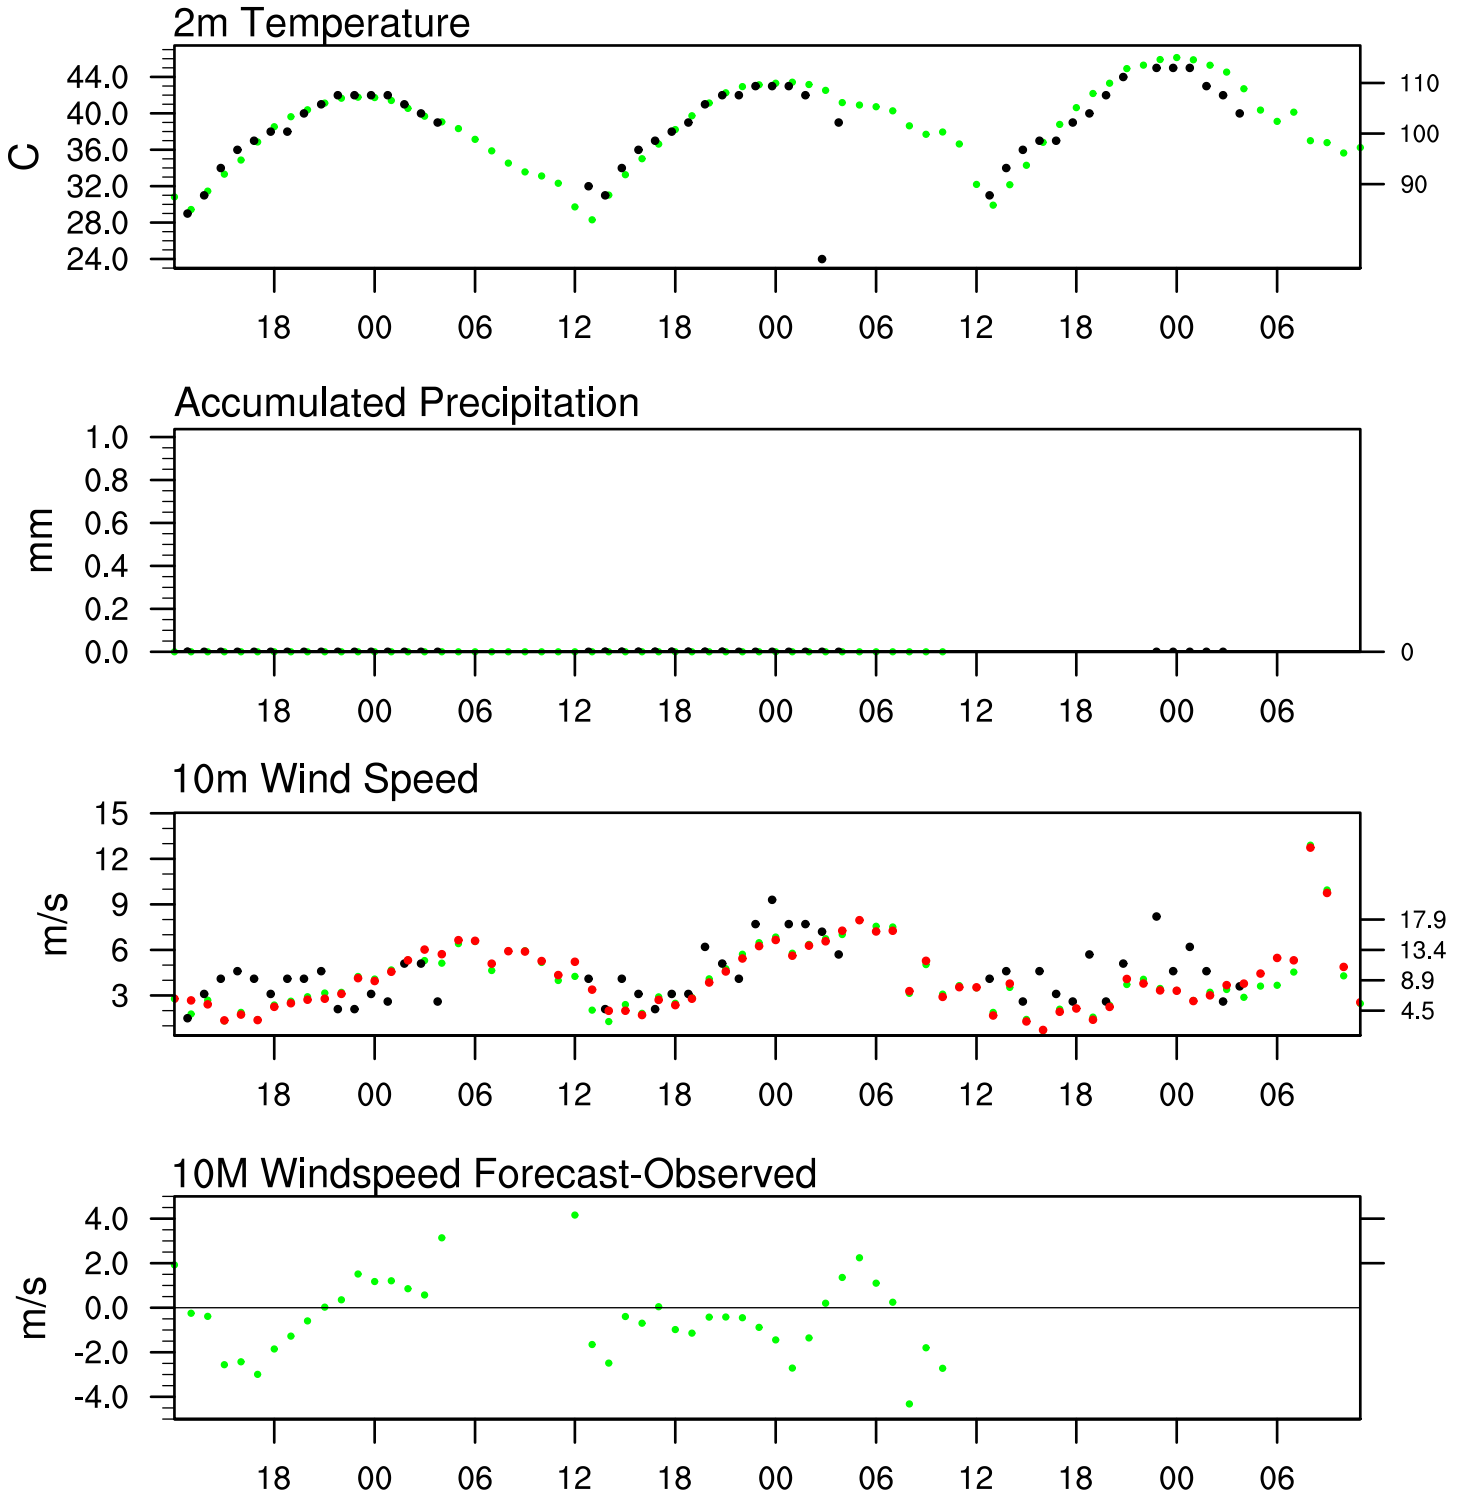 2m Temperature
44.0
40.0
36.0
32.0
28.0
24.0
C
110
100
90
18 00 06 12 18 00 06 12 18 00 06
Accumulated Precipitation
1.0
0.8
0.6
0.4
0.2
0.0
mm
0
18 00 06 12 18 00 06 12 18 00 06
10m Wind Speed
15
12
9
6
3
m/s
17.9
13.4
8.9
4.5
18 00 06 12 18 00 06 12 18 00 06
10M Windspeed Forecast-Observed
4.0
2.0
0.0
-2.0
-4.0
m/s
18 00 06 12 18 00 06 12 18 00 06